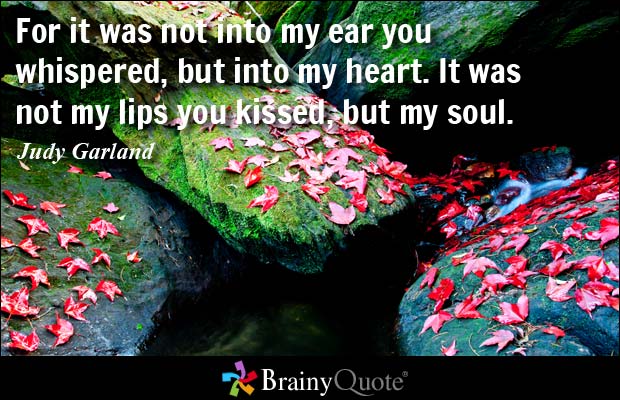 For it was not into my ear you
whispered, but into my heart. It was
not my lips you kissed, but my soul.
Judy Garland
BrainyQuote®